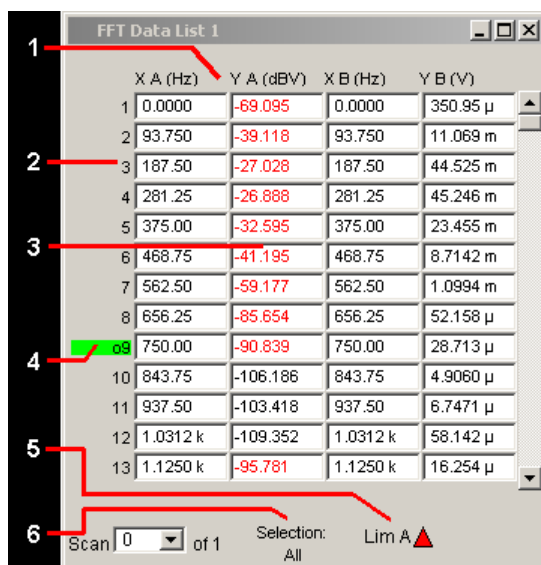 FFT Data List 1
1
X A (Hz) Y A (dBV) X B (Hz) Y B (V)
1 0.0000 -69.095 0.0000 350.95 µ
2 93.750 -39.118 93.750 11.069 m
2 3 187.50 -27.028 187.50 44.525 m
4 281.25 -26.888 281.25 45.246 m
5 375.00 -32.595 375.00 23.455 m
3 6 468.75 -41.195 468.75 8.7142 m
7 562.50 -59.177 562.50 1.0994 m
8 656.25 -85.654 656.25 52.158 µ
4 o9 750.00 -90.839 750.00 28.713 µ
10 843.75 -106.186 843.75 4.9060 µ
11 937.50 -103.418 937.50 6.7471 µ
12 1.0312 k -109.352 1.0312 k 58.142 µ
5 13 1.1250 k -95.781 1.1250 k 16.254 µ
6 Scan 0 of 1 Selection: All Lim A